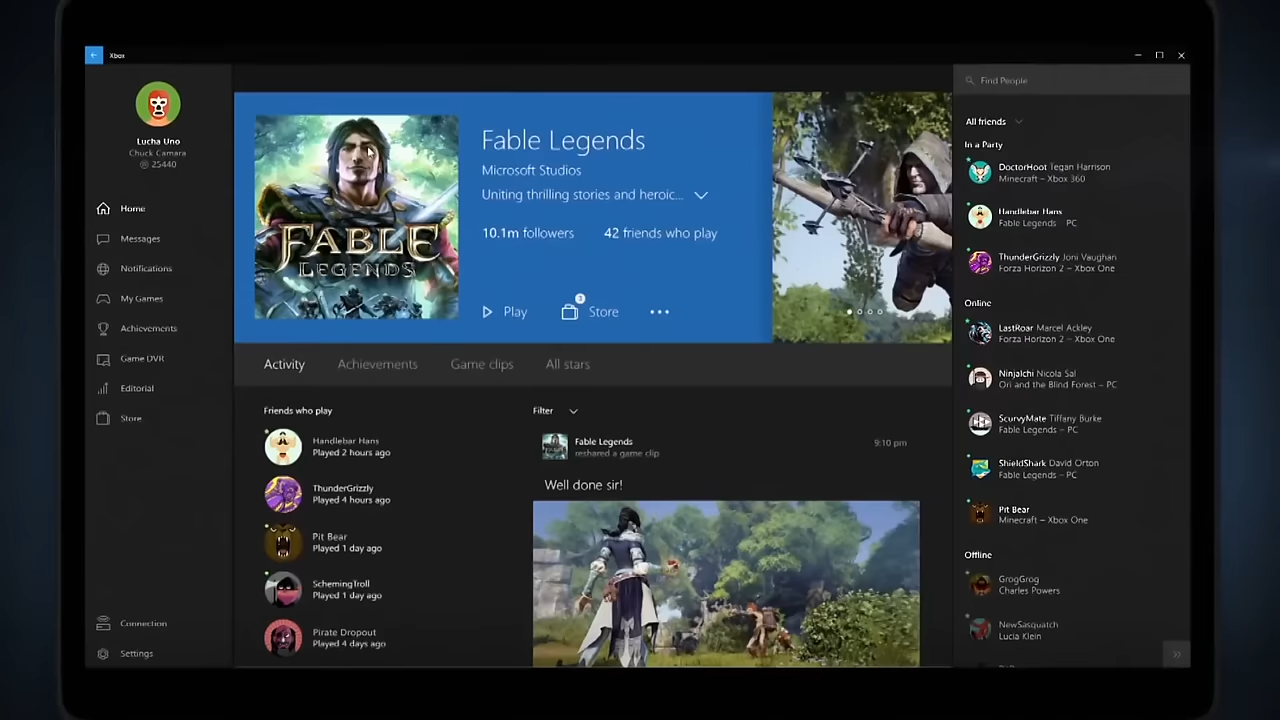 Xbox
Lucha Uno
Chuck Camara
25440
Home
Messages
Notifications
My Games
Achievements
Game DVR
Editorial
Store
Connection
Settings
FABLE
LEGENDS
Fable Legends
Microsoft Studios
Uniting thrilling stories and heroic...
10.1m followers 42 friends who play
Play 3 Store
Activity Achievements Game clips All stars
Friends who play
Handlebar Hans
Played 2 hours ago
ThunderGrizzly
Played 4 hours ago
Pit Bear
Played 1 day ago
SchemingTroll
Played 1 day ago
Pirate Dropout
Played 4 days ago
Filter
Fable Legends
reshared a game clip
9:10 pm
Well done sir!
Find People
All friends
In a Party
DoctorHoot Tegan Harrison
Minecraft – Xbox 360
Handlebar Hans
Fable Legends PC
ThunderGrizzly Joni Vaughan
Forza Horizon 2 – Xbox One
Online
LastRoar Marcel Ackley
Forza Horizon 2 – Xbox One
NinjaIchi Nicola Sal
Ori and the Blind Forest – PC
ScurvyMate Tiffany Burke
Fable Legends – PC
ShieldShark David Orton
Fable Legends – PC
Pit Bear
Minecraft – Xbox One
Offline
GrogGrog
Charles Powers
NewSasquatch
Lucia Klein